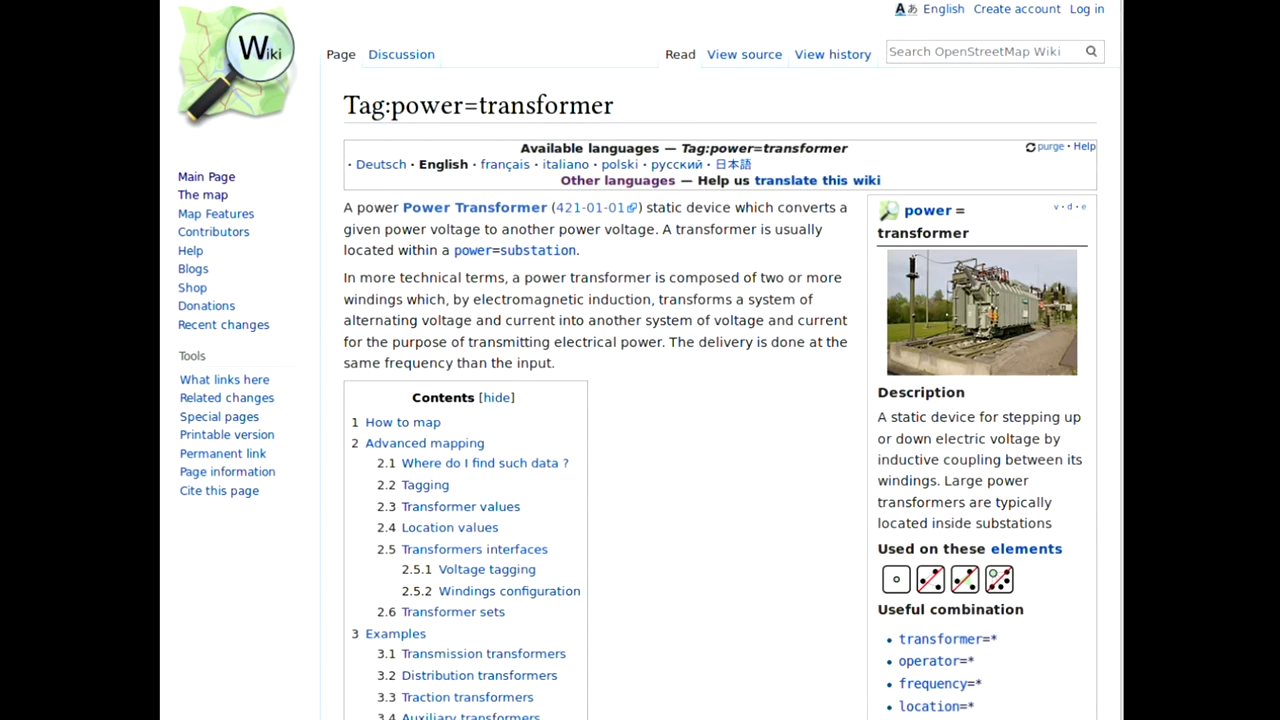 English Create account Log in
Wiki
Page Discussion Read View source View history Search OpenStreetMap Wiki
Tag:power=transformer
Available languages — Tag:power=transformer purge · Help
· Deutsch · English · français · italiano · polski · русский · 日本語
Other languages — Help us translate this wiki
Main Page
The map
Map Features
Contributors
Help
Blogs
Shop
Donations
Recent changes
Tools
What links here
Related changes
Special pages
Printable version
Permanent link
Page information
Cite this page
A power Power Transformer (421-01-01) static device which converts a
given power voltage to another power voltage. A transformer is usually
located within a power=substation.
In more technical terms, a power transformer is composed of two or more
windings which, by electromagnetic induction, transforms a system of
alternating voltage and current into another system of voltage and current
for the purpose of transmitting electrical power. The delivery is done at the
same frequency than the input.
Contents [hide]
1 How to map
2 Advanced mapping
2.1 Where do I find such data ?
2.2 Tagging
2.3 Transformer values
2.4 Location values
2.5 Transformers interfaces
2.5.1 Voltage tagging
2.5.2 Windings configuration
2.6 Transformer sets
3 Examples
3.1 Transmission transformers
3.2 Distribution transformers
3.3 Traction transformers
3.4 Auxiliary transformers
power = v · d · e
transformer
Description
A static device for stepping up
or down electric voltage by
inductive coupling between its
windings. Large power
transformers are typically
located inside substations
Used on these elements
Useful combination
• transformer=*
• operator=*
• frequency=*
• location=*